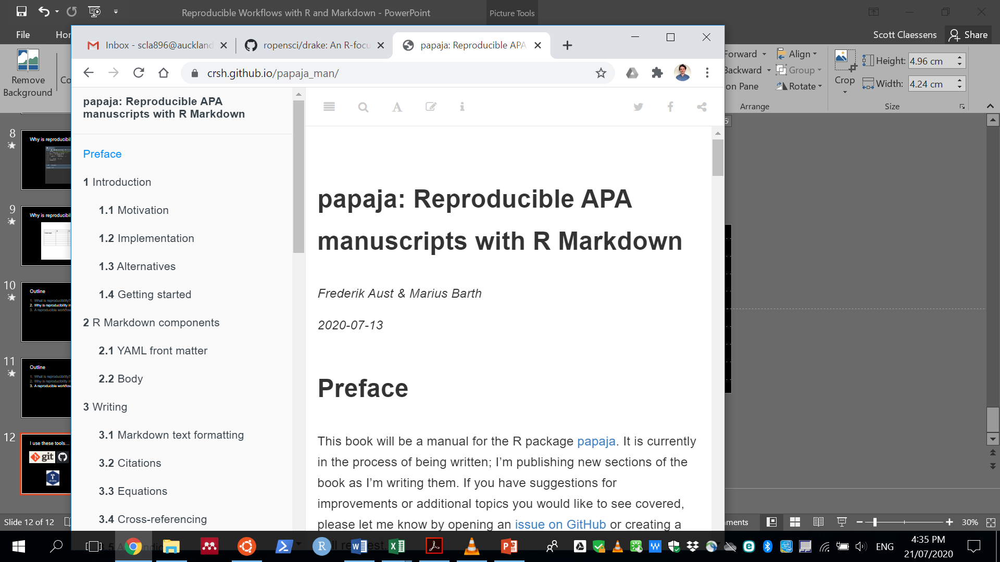 Reproducible Workflows with R and Markdown - PowerPoint
Picture Tools
File
Scott Claessens
Share
Inbox - scla896@auckland
ropensci/drake: An R-focu
papaja: Reproducible APA
crsh.github.io/papaja_man/
Remove
Background
Forward
Backward
on Pane
Align
Group
Rotate
Crop
Height:
4.96 cm
Width:
4.24 cm
Arrange
Size
papaja: Reproducible APA
manuscripts with R Markdown
Preface
1 Introduction
1.1 Motivation
1.2 Implementation
1.3 Alternatives
1.4 Getting started
2 R Markdown components
2.1 YAML front matter
2.2 Body
3 Writing
3.1 Markdown text formatting
3.2 Citations
3.3 Equations
3.4 Cross-referencing
papaja: Reproducible APA
manuscripts with R Markdown
Frederik Aust & Marius Barth
2020-07-13
Preface
This book will be a manual for the R package papaja. It is currently
in the process of being written; I'm publishing new sections of the
book as I'm writing them. If you have suggestions for
improvements or additional topics you would like to see covered,
please let me know by opening an issue on GitHub or creating a
8
Why is reproducibil
9
Why is reproducibil
10
Outline
1. What is reproducibility?
2. Why is reproducibility in
3. A reproducible workflow
11
Outline
1. What is reproducibility?
2. Why is reproducibility in
3. A reproducible workflow
12
I use these tools...
git
Slide 12 of 12
30%
ENG
4:35 PM
21/07/2020